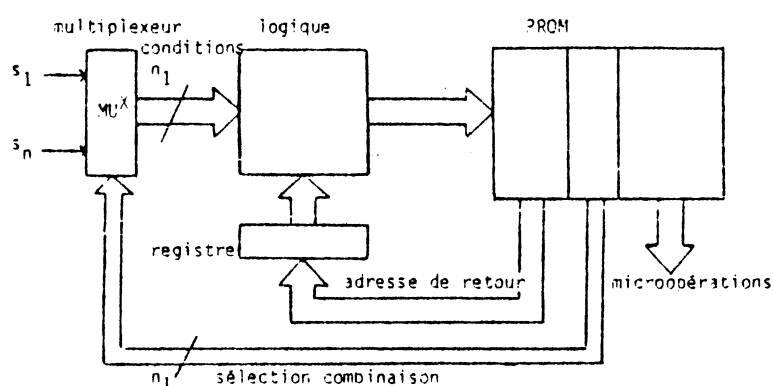 multiplexeur
logique
PROM
conditions
n1
s1
MUX
sn
registre
adresse de retour
microopérations
n1
sélection combinaison